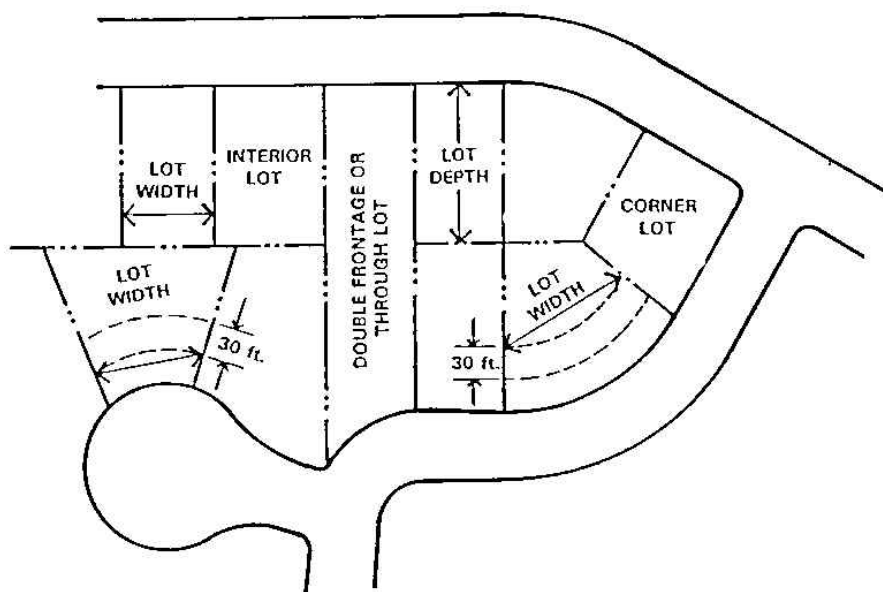 LOT
WIDTH
INTERIOR
LOT
DOUBLE FRONTAGE OR
THROUGH LOT
LOT
DEPTH
CORNER
LOT
LOT
WIDTH
30 ft.
LOT
WIDTH
30 ft.